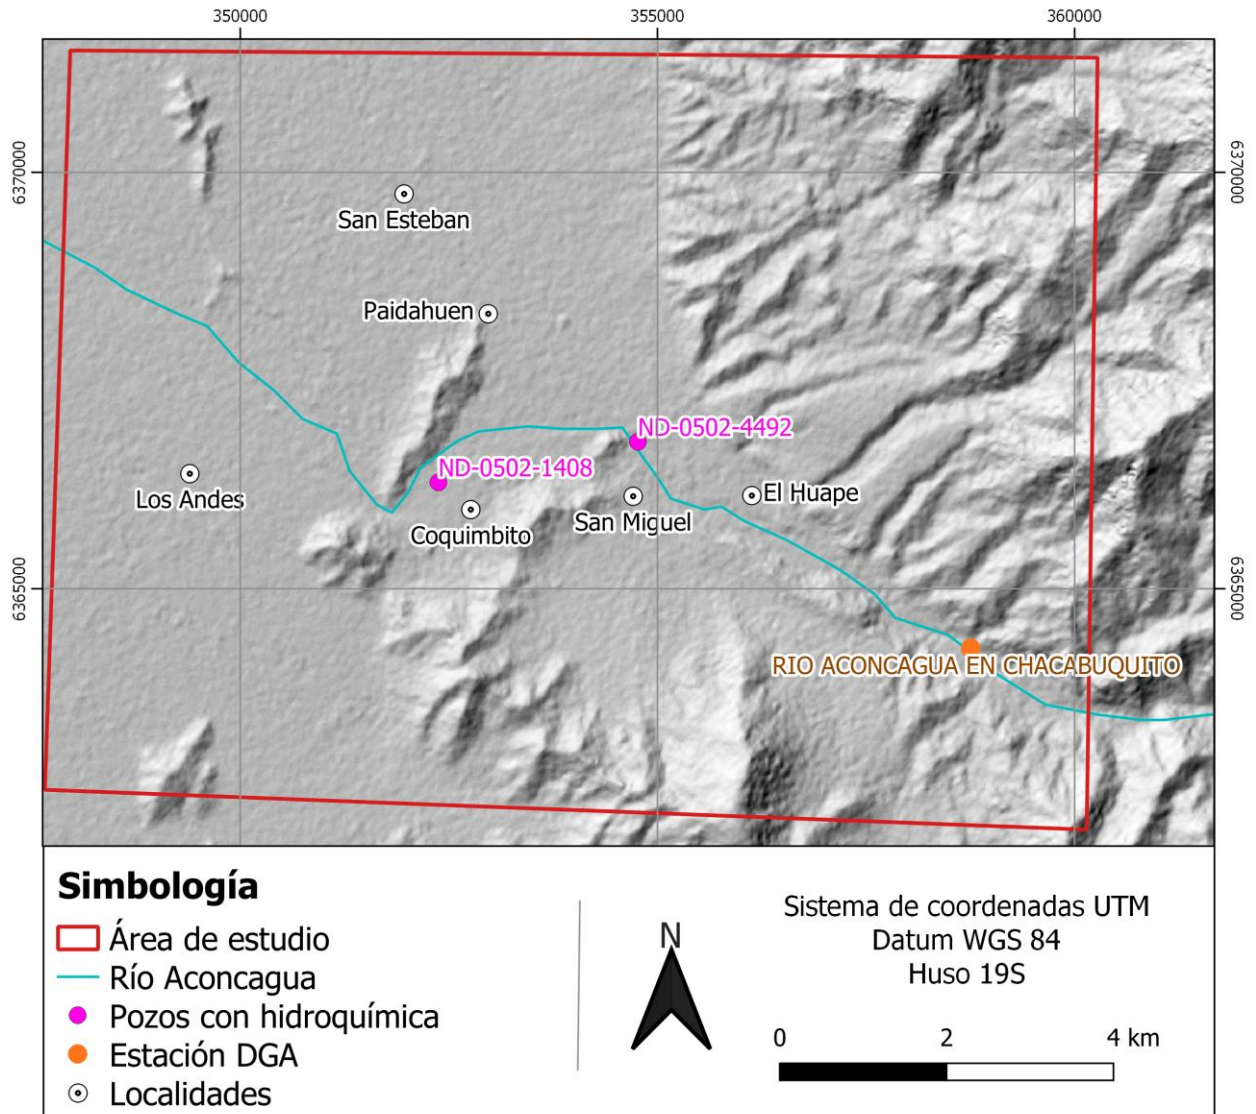 350000
355000
360000
6370000
6370000
San Esteban
Paidahuen
ND-0502-4492
ND-0502-1408
Los Andes
El Huape
San Miguel
Coquimbito
6365000
6365000
RIO ACONCAGUA EN CHACABUQUITO
Simbología
Área de estudio
Río Aconcagua
Pozos con hidroquímica
Estación DGA
Localidades
N
Sistema de coordenadas UTM
Datum WGS 84
Huso 19S
0 2 4 km